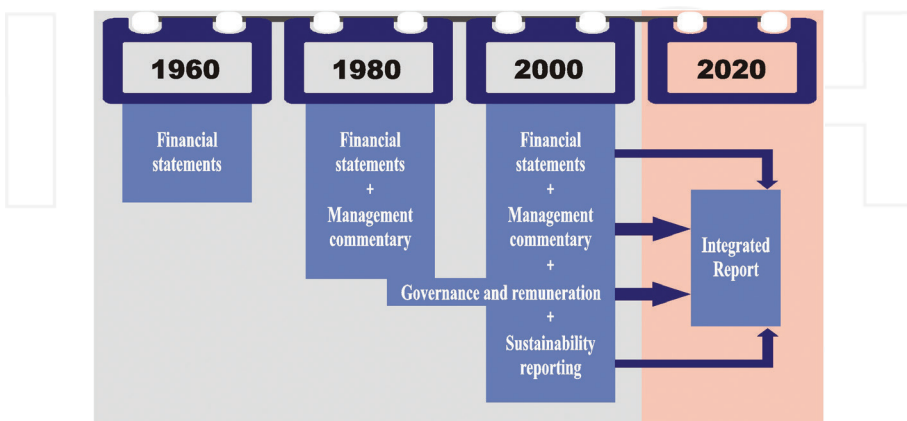 1960
1980
2000
2020
Financial
statements
Financial
statements
+
Management
commentary
Financial
statements
+
Management
commentary
+
Governance and remuneration
+
Sustainability
reporting
Integrated
Report